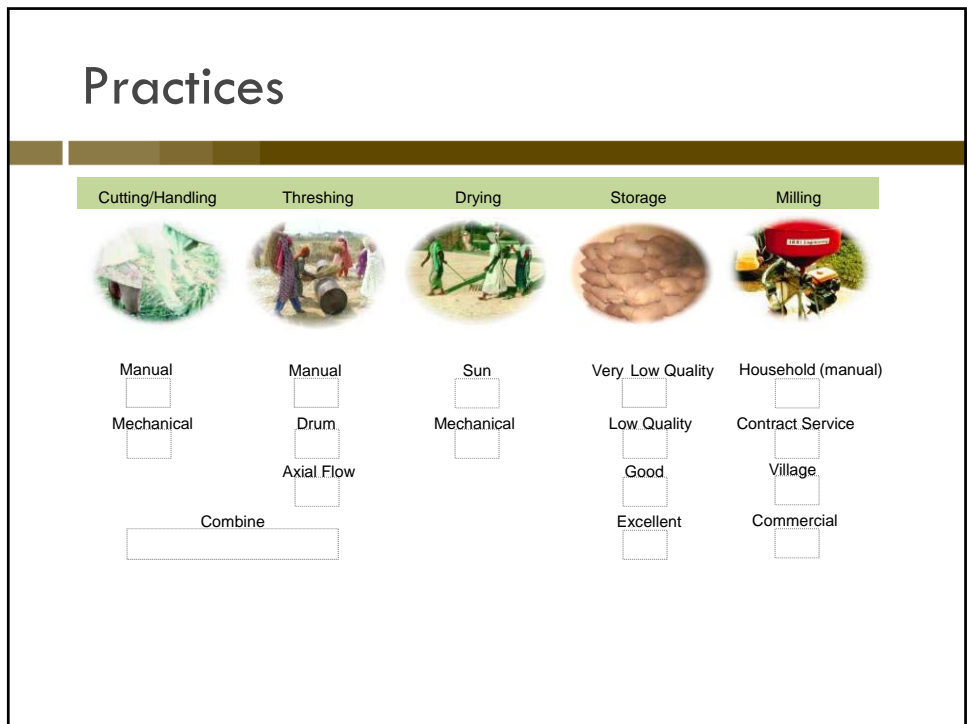 Practices
Cutting/Handling Threshing Drying Storage Milling
Manual Manual Sun Very Low Quality Household (manual)
Mechanical Drum Mechanical Low Quality Contract Service
Axial Flow Good Village
Combine Excellent Commercial